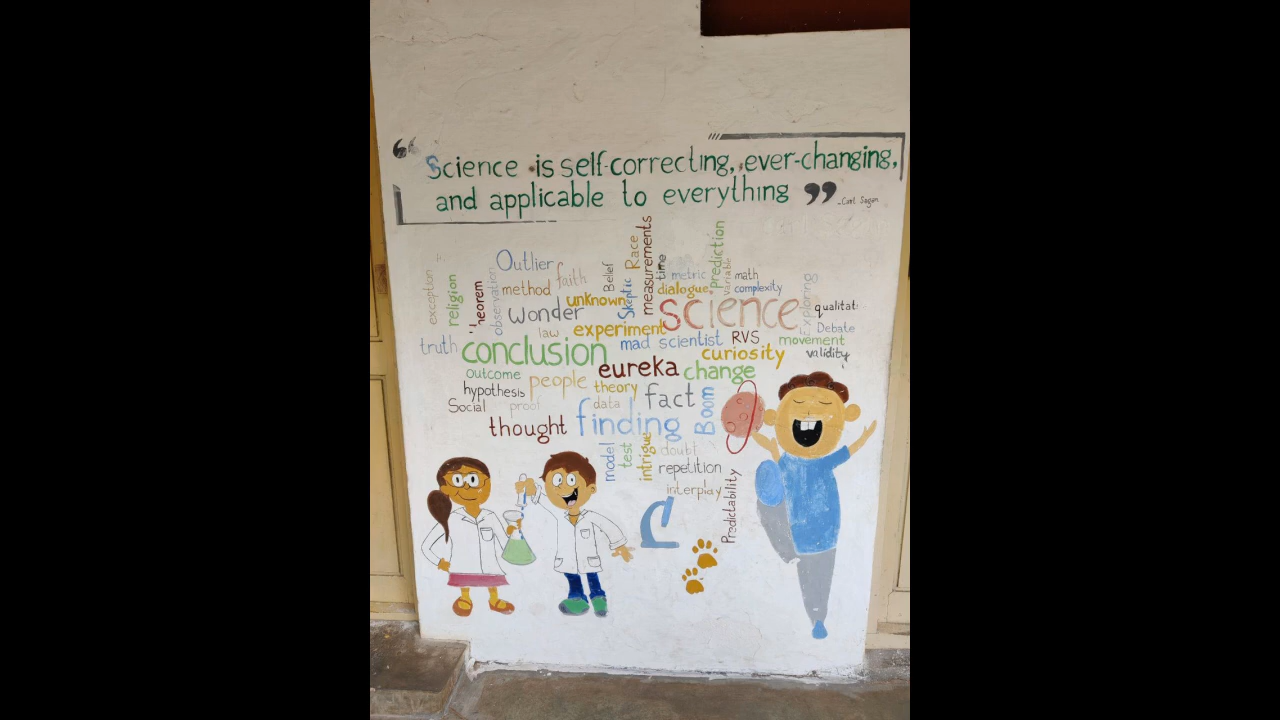 “ Science is self-correcting, ever-changing,
and applicable to everything ”
-Carl Sagan
measurements
Race
prediction
Outlier
Belief
time
variable
exception
religion
theorem
observation
method
faith
unknown
Skeptic
metric
dialogue
math
complexity
Exploring
wonder
science
law
experiment
Debate
truth
conclusion
mad scientist
RVS
movement
curiosity
validity
outcome
eureka
change
hypothesis
people
theory
fact
Boom
Social
proof
data
thought
finding
model
test
intrigue
doubt
repetition
interplay
Predictability